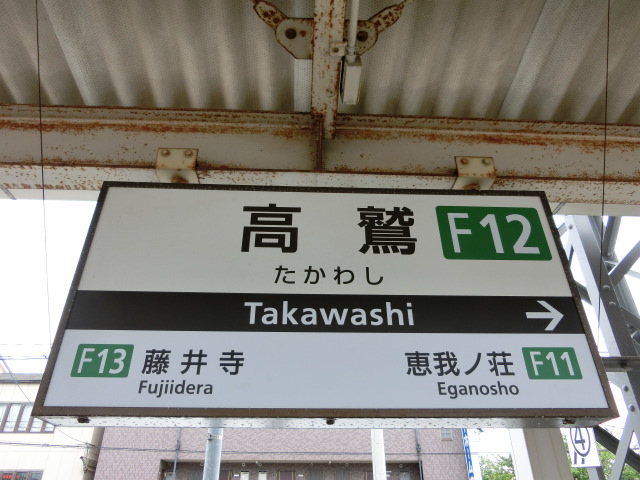 高鷲 F12
たかわし
Takawashi →
F13 藤井寺 恵我ノ荘 F11
Fujiidera Eganosho
4